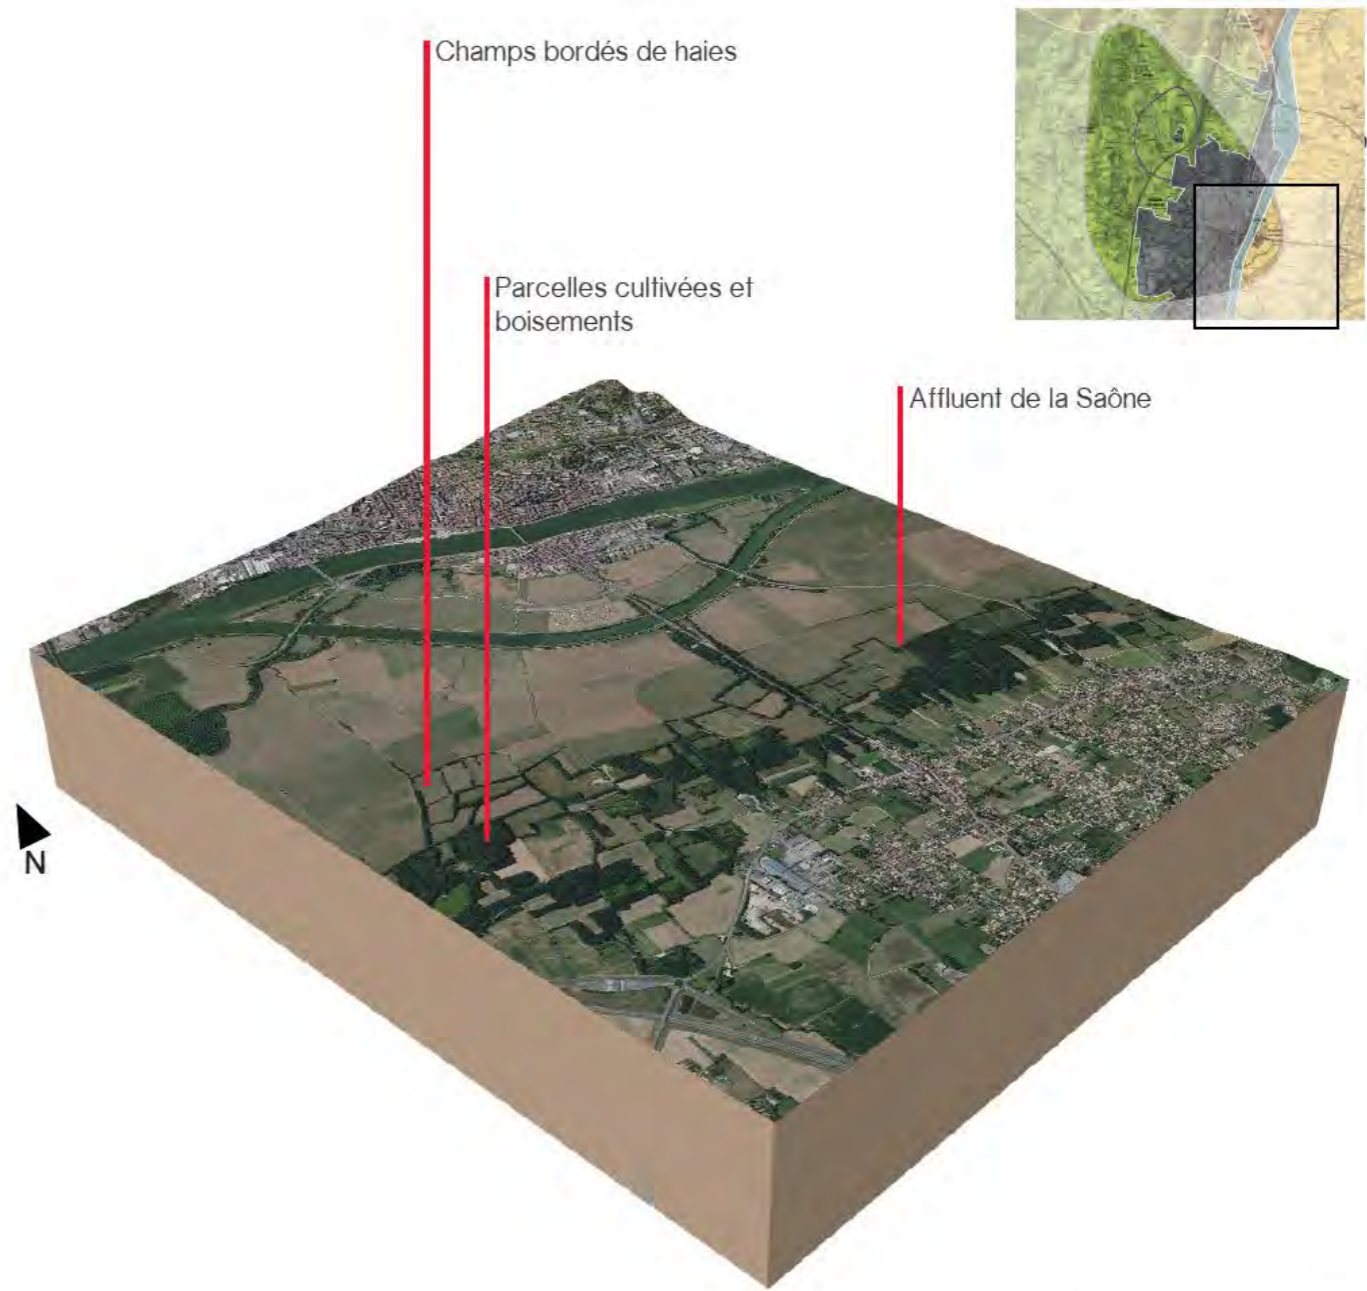 Champs bordés de haies
Parcelles cultivées et
boisements
Affluent de la Saône
N